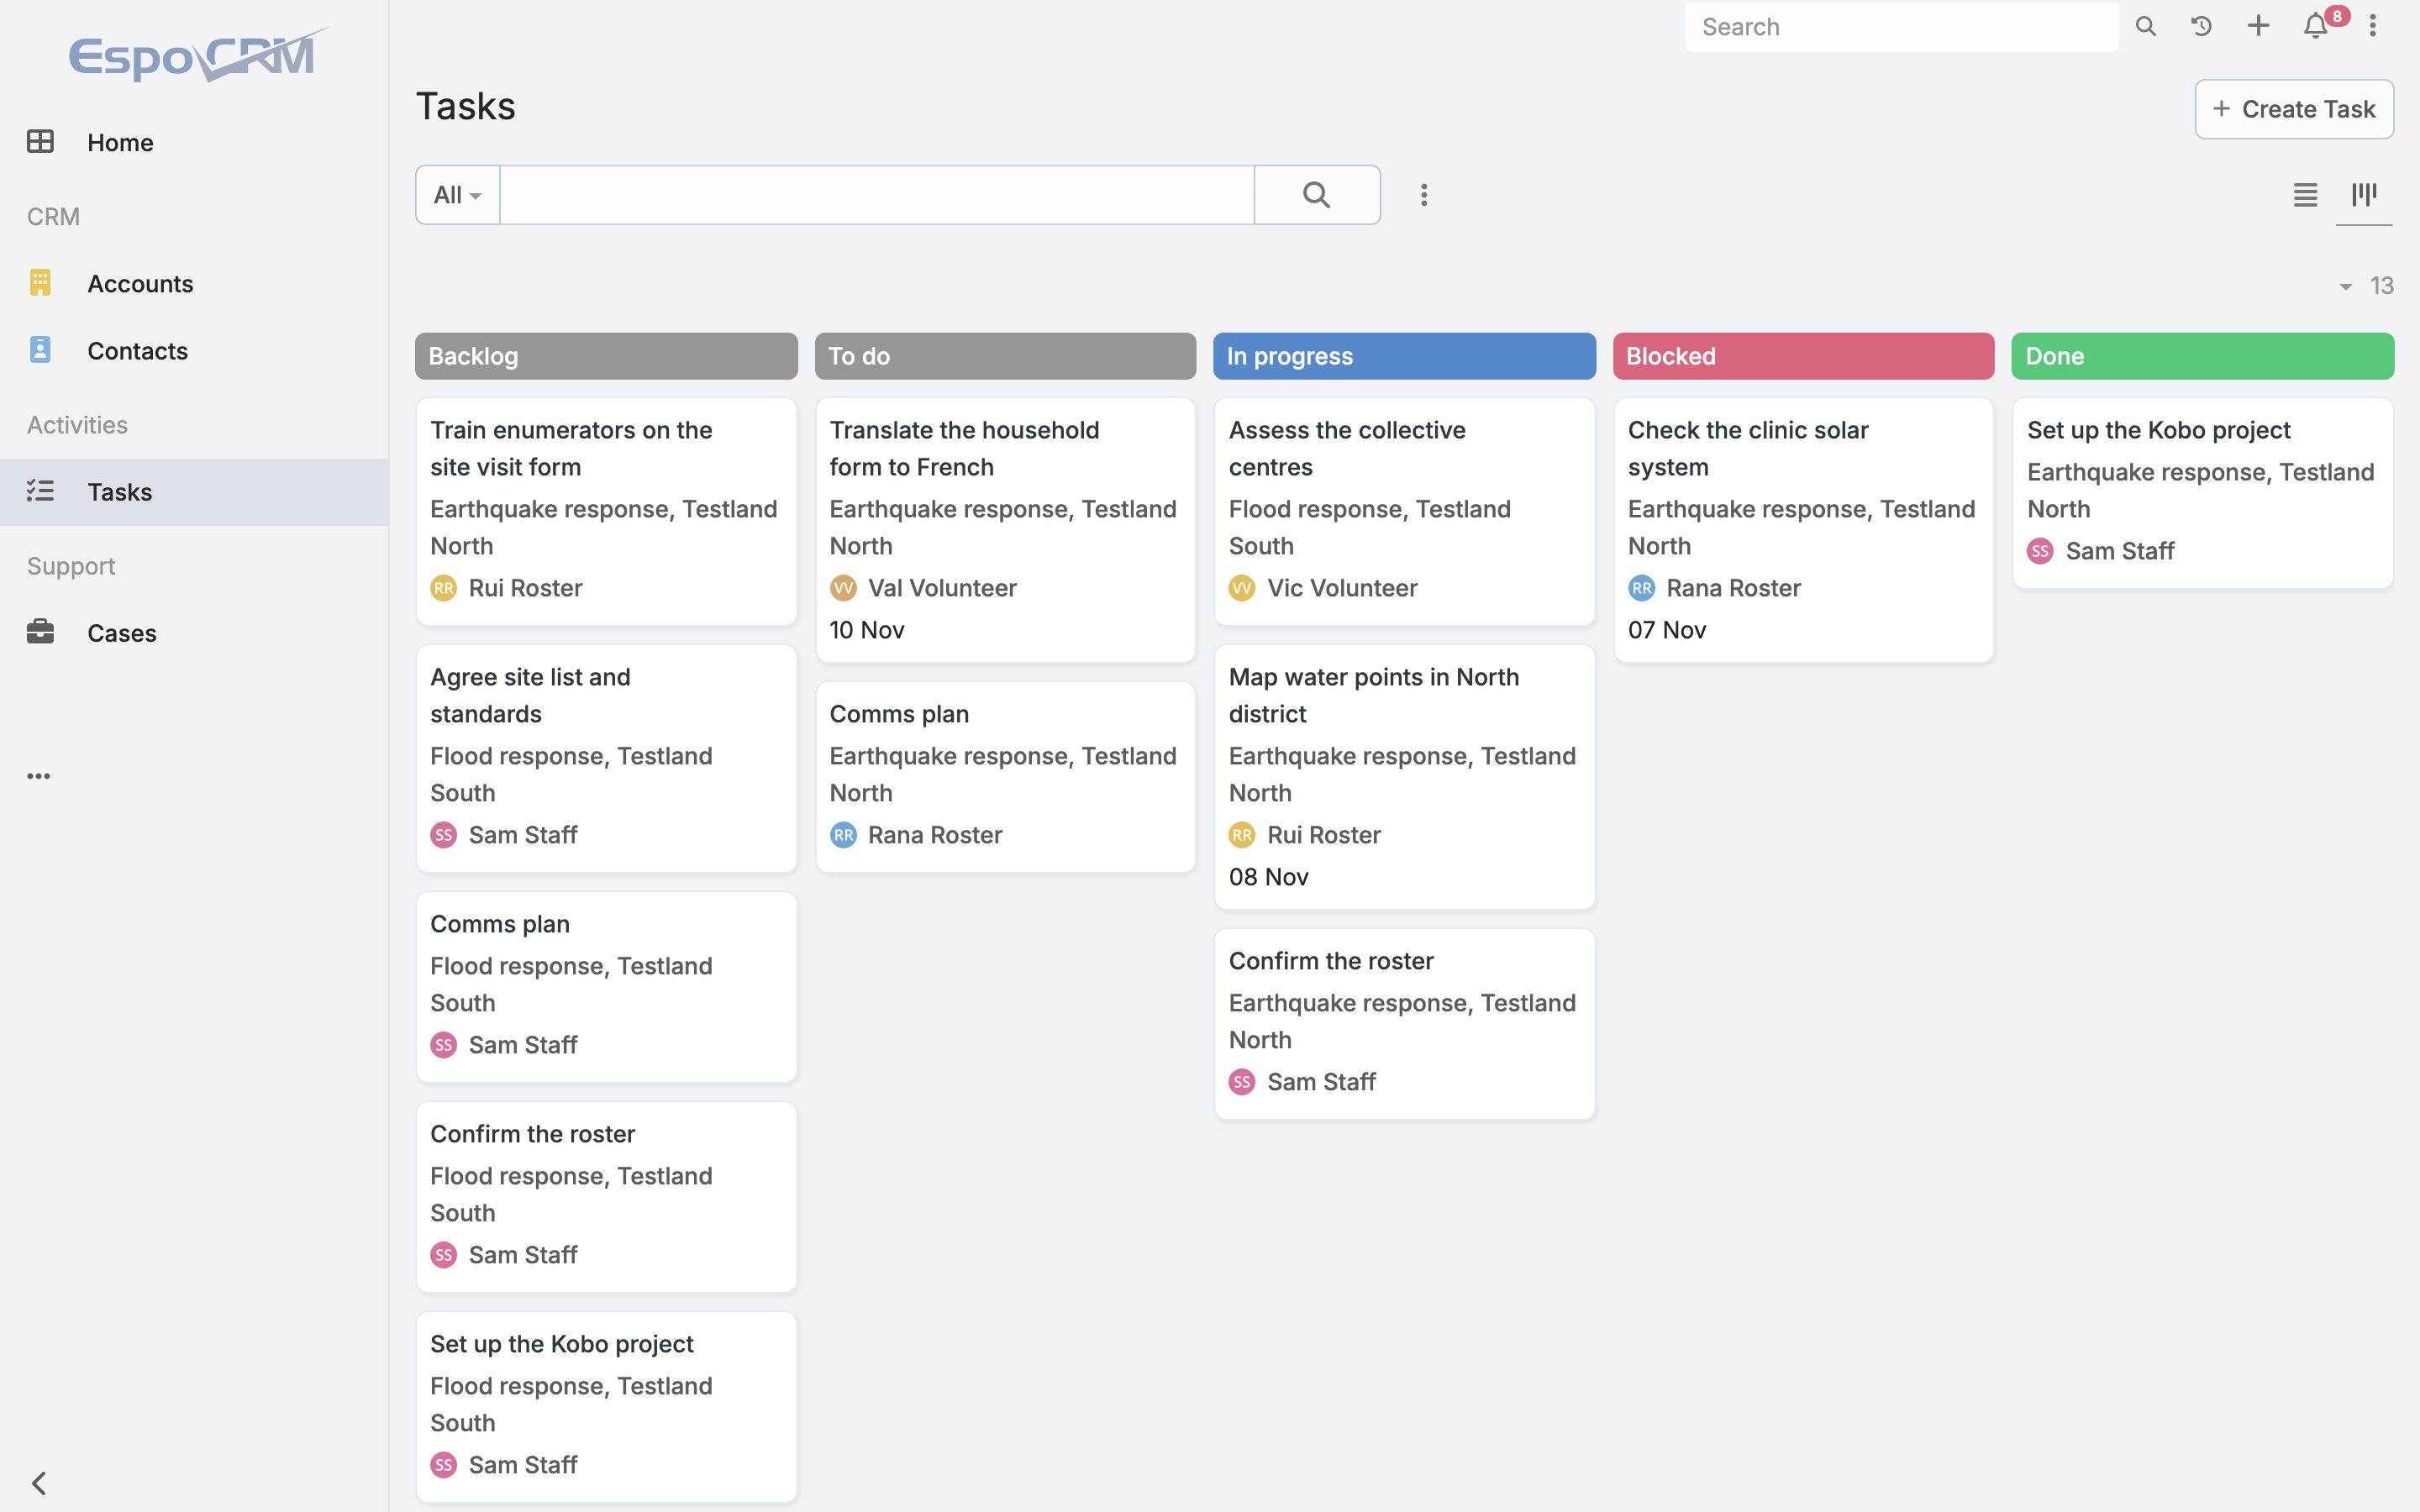 EspoCRM
Search
8
Home
CRM
Accounts
Contacts
Activities
Tasks
Support
Cases
Tasks
+ Create Task
All
13
Backlog
Train enumerators on the
site visit form
Earthquake response, Testland
North
RR Rui Roster
Agree site list and
standards
Flood response, Testland
South
SS Sam Staff
Comms plan
Flood response, Testland
South
SS Sam Staff
Confirm the roster
Flood response, Testland
South
SS Sam Staff
Set up the Kobo project
Flood response, Testland
South
SS Sam Staff
To do
Translate the household
form to French
Earthquake response, Testland
North
VV Val Volunteer
10 Nov
Comms plan
Earthquake response, Testland
North
RR Rana Roster
In progress
Assess the collective
centres
Flood response, Testland
South
VV Vic Volunteer
Map water points in North
district
Earthquake response, Testland
North
RR Rui Roster
08 Nov
Confirm the roster
Earthquake response, Testland
North
SS Sam Staff
Blocked
Check the clinic solar
system
Earthquake response, Testland
North
RR Rana Roster
07 Nov
Done
Set up the Kobo project
Earthquake response, Testland
North
SS Sam Staff